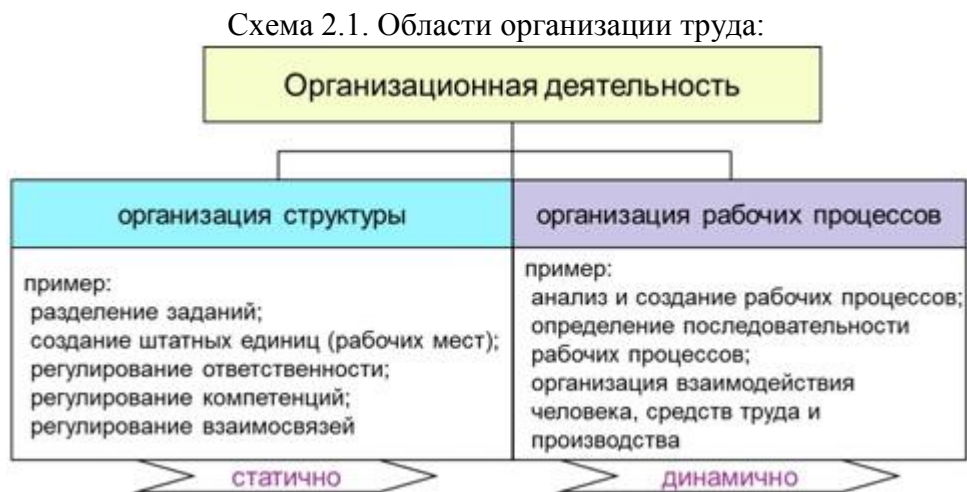 Схема 2.1. Области организации труда:
Организационная деятельность
организация структуры
организация рабочих процессов
пример:
разделение заданий;
создание штатных единиц (рабочих мест);
регулирование ответственности;
регулирование компетенций;
регулирование взаимосвязей
пример:
анализ и создание рабочих процессов;
определение последовательности
рабочих процессов;
организация взаимодействия
человека, средств труда и
производства
статично
динамично